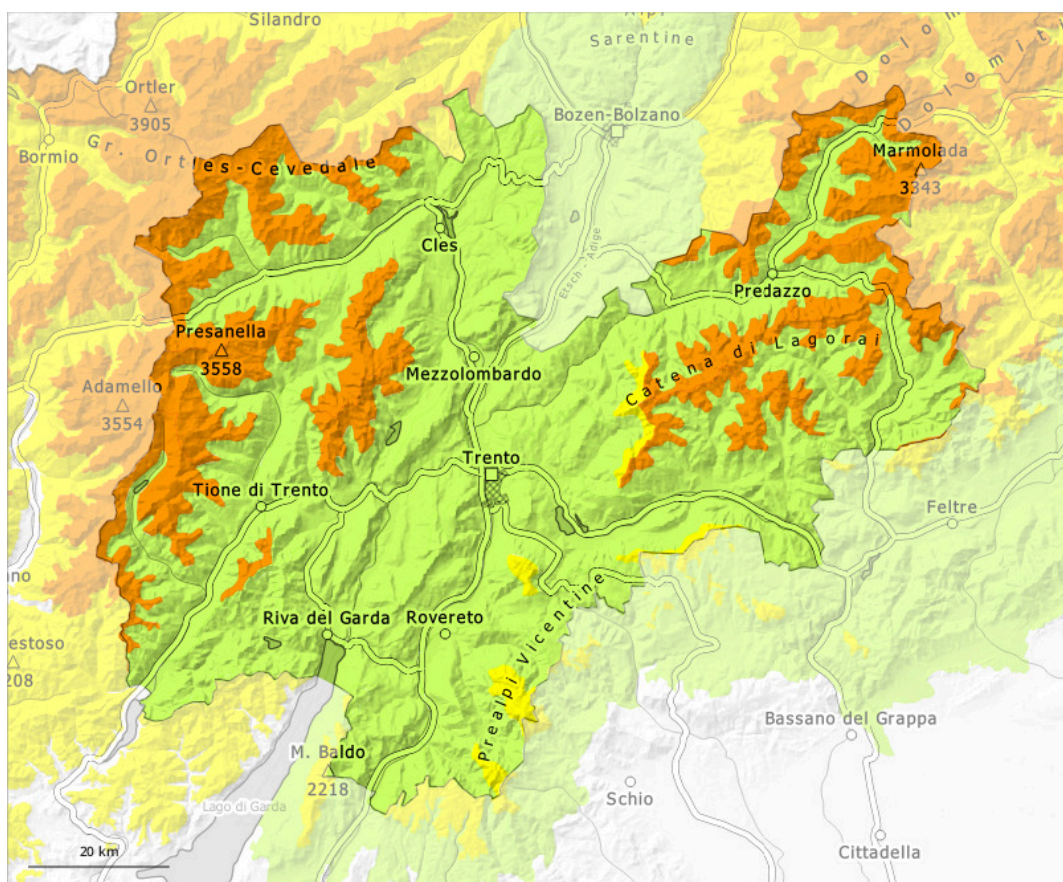 Silandro
Sarentine
Ortler
3905
Bozen-Bolzano
Bormio
Gr. Ortles-Cevedale
Marmolada
3343
Cles
Etsch - Adige
Predazzo
Presanella
3558
Catena di Lagorai
Mezzolombardo
Adamello
3554
Trento
Tione di Trento
Feltre
Riva del Garda
Rovereto
Prealpi Vicentine
Bassano del Grappa
M. Baldo
2218
Lago di Garda
Schio
20 km
Cittadella